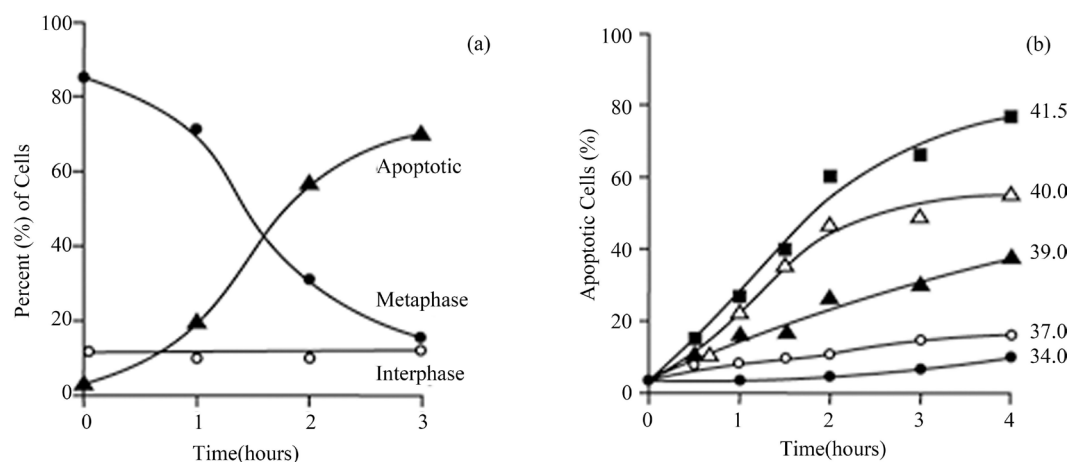 (a)
100
80
60
40
20
0
Percent (%) of Cells
Apoptotic
Metaphase
Interphase
0 1 2 3
Time(hours)
(b)
100
80
60
40
20
0
Apoptotic Cells (%)
41.5
40.0
39.0
37.0
34.0
0 1 2 3 4
Time(hours)